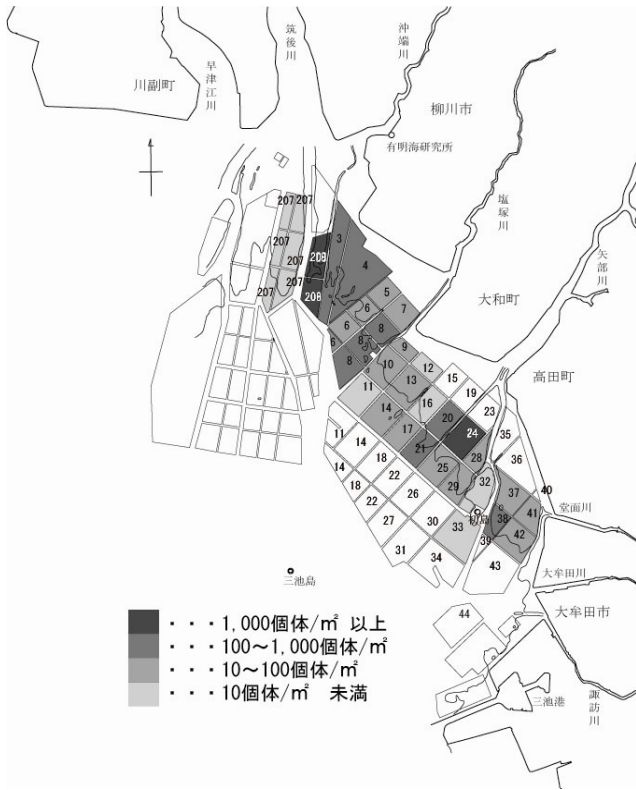 筑後川
沖端川
早津江川
川副町
柳川市
有明海研究所
塩塚川
矢部川
207
207
3
207
208
4
大和町
207
5
207
208
207
6
7
6
8
6
8
9
高田町
8
10
12
11
13
15
16
19
14
20
23
11
14
17
24
35
18
21
28
36
14
22
25
32
18
29
37
40
22
26
堂面川
38
41
27
30
33
39
42
31
34
43
大牟田川
三池島
大牟田市
44
・・・1,000個体/㎡ 以上
・・・100～1,000個体/㎡
・・・10～100個体/㎡
・・・10個体/㎡ 未満
三池港
諏訪川